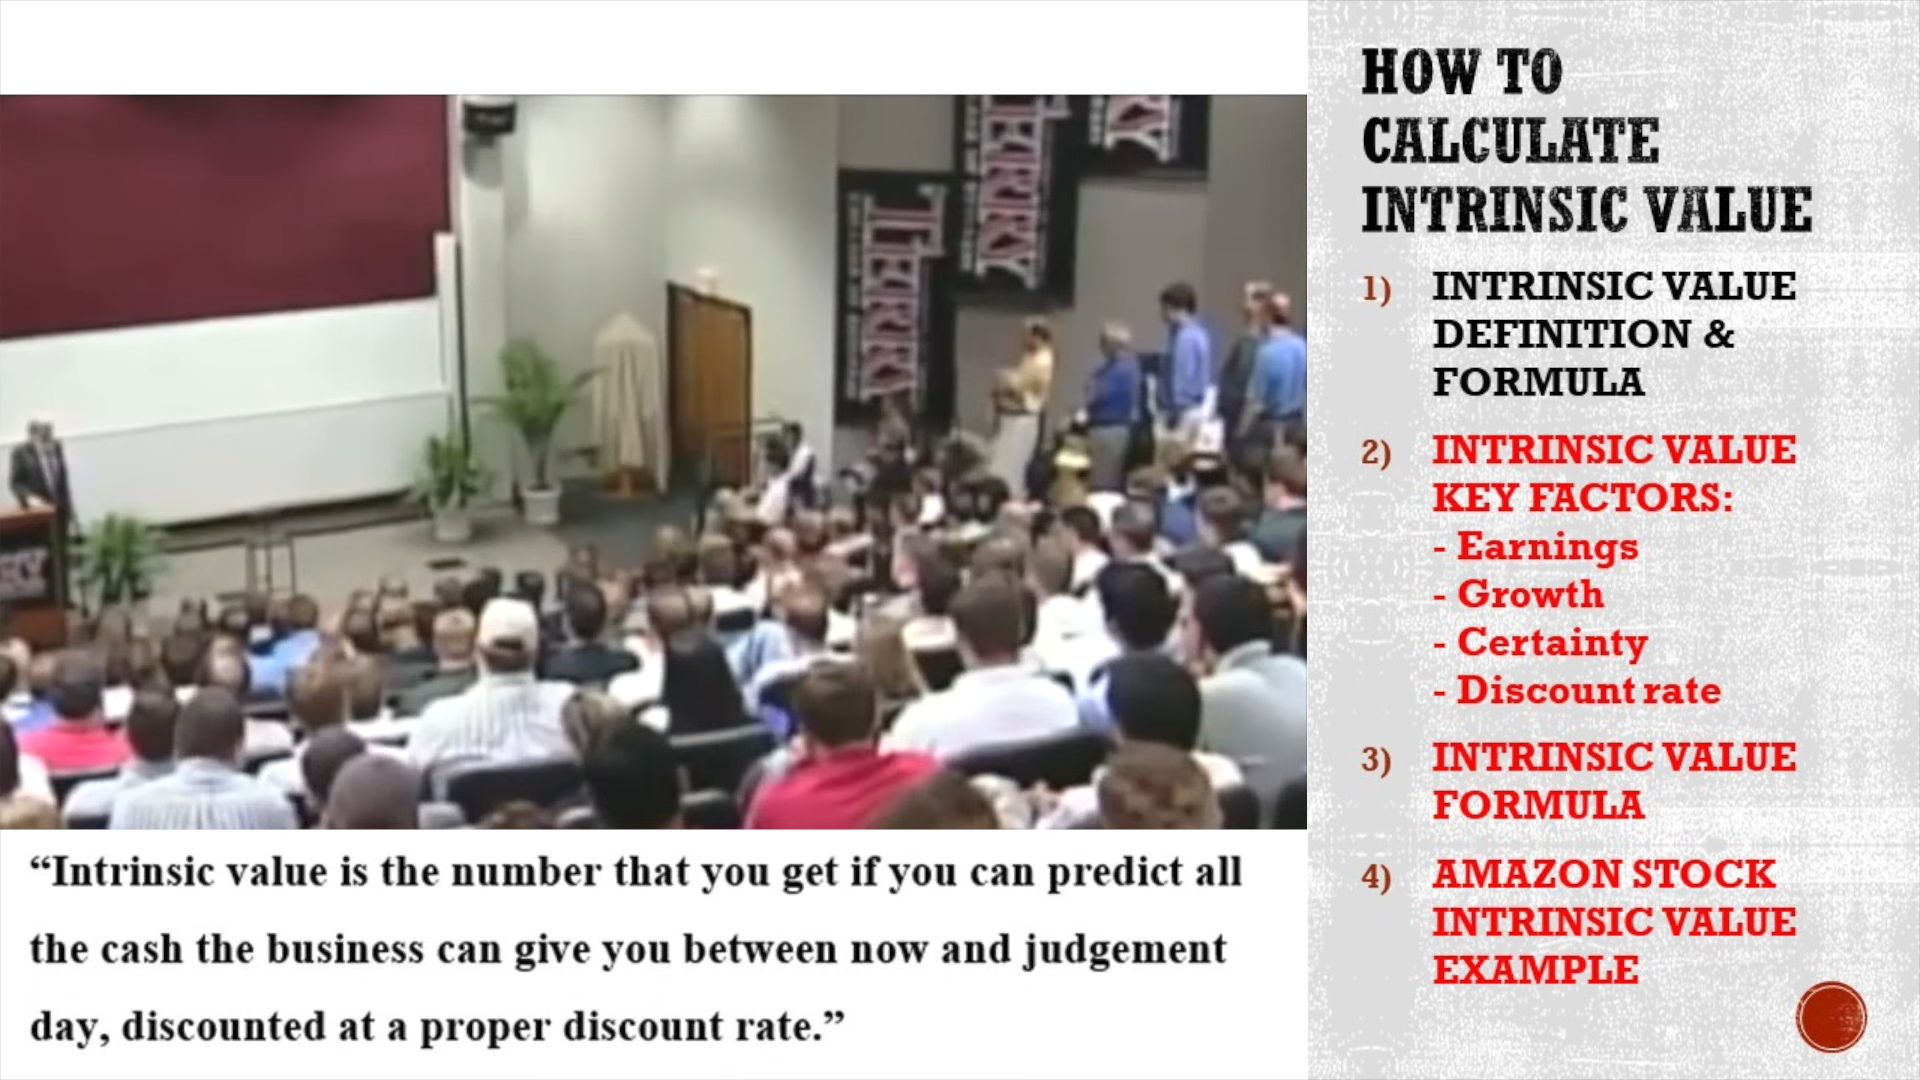 TERRY
TERRY
“Intrinsic value is the number that you get if you can predict all
the cash the business can give you between now and judgement
day, discounted at a proper discount rate.”
HOW TO
CALCULATE
INTRINSIC VALUE
1) INTRINSIC VALUE
DEFINITION &
FORMULA
2) INTRINSIC VALUE
KEY FACTORS:
- Earnings
- Growth
- Certainty
- Discount rate
3) INTRINSIC VALUE
FORMULA
4) AMAZON STOCK
INTRINSIC VALUE
EXAMPLE